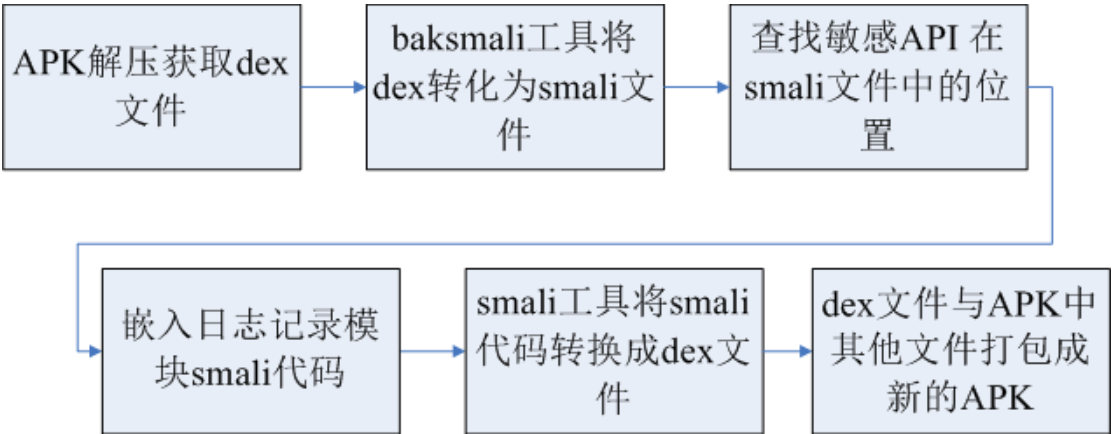 APK解压获取dex
文件
baksmali工具将
dex转化为smali文
件
查找敏感API 在
smali文件中的位
置
嵌入日志记录模
块smali代码
smali工具将smali
代码转换成dex文
件
dex文件与APK中
其他文件打包成
新的APK